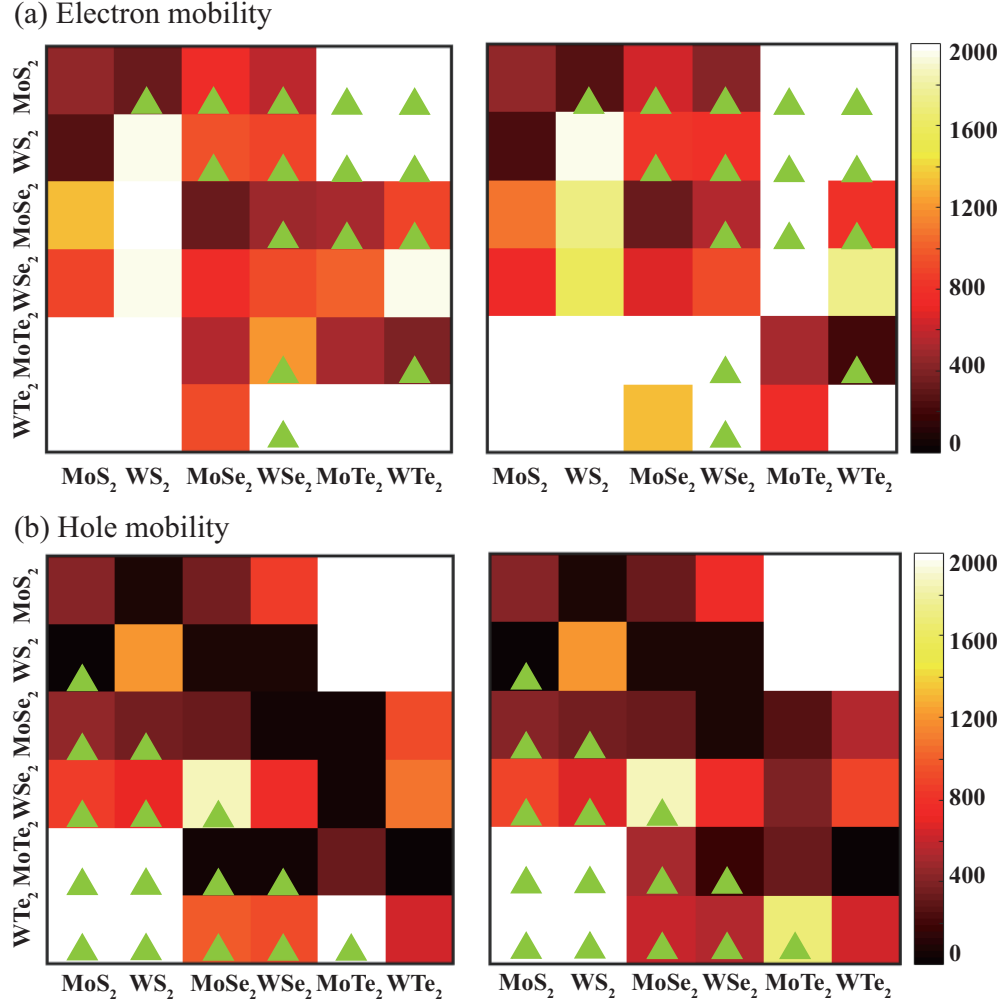 (a) Electron mobility
MoS₂
WS₂
MoSe₂
WSe₂
MoTe₂
WTe₂
MoS₂ WS₂ MoSe₂ WSe₂ MoTe₂ WTe₂
2000
1600
1200
800
400
0
(b) Hole mobility
MoS₂
WS₂
MoSe₂
WSe₂
MoTe₂
WTe₂
MoS₂ WS₂ MoSe₂ WSe₂ MoTe₂ WTe₂
MoS₂ WS₂ MoSe₂ WSe₂ MoTe₂ WTe₂
2000
1600
1200
800
400
0
MoS₂ WS₂ MoSe₂ WSe₂ MoTe₂ WTe₂